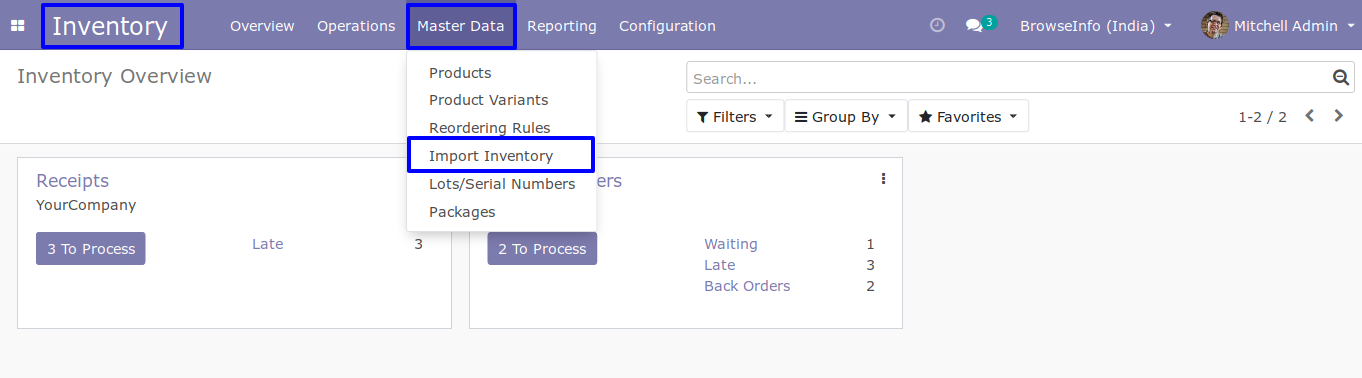 Inventory Overview Operations Master Data Reporting Configuration 3 BrowseInfo (India) Mitchell Admin
Inventory Overview
Search...
Filters Group By Favorites 1-2 / 2
Products
Product Variants
Reordering Rules
Import Inventory
Lots/Serial Numbers
Packages
Receipts
YourCompany
3 To Process Late 3
ers
2 To Process Waiting 1
Late 3
Back Orders 2